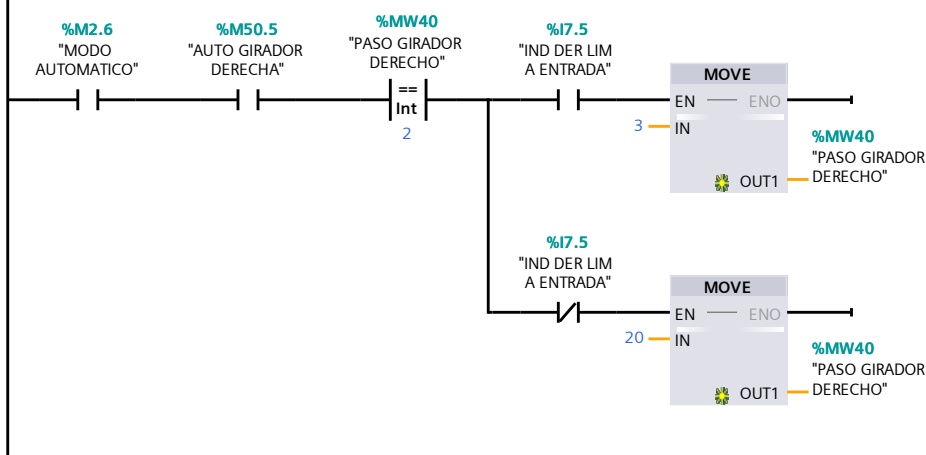 %M2.6
"MODO
AUTOMATICO"
%M50.5
"AUTO GIRADOR
DERECHA"
%MW40
"PASO GIRADOR
DERECHO"
==
Int
2
%I7.5
"IND DER LIM
A ENTRADA"
MOVE
EN
ENO
3
IN
OUT1
%MW40
"PASO GIRADOR
DERECHO"
%I7.5
"IND DER LIM
A ENTRADA"
MOVE
EN
ENO
20
IN
OUT1
%MW40
"PASO GIRADOR
DERECHO"